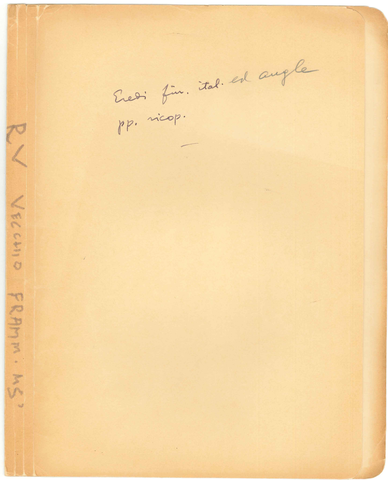 Eredi fin. ital. ed angle
pp. ricop.
RV VECCHIO FRAMM. MS'